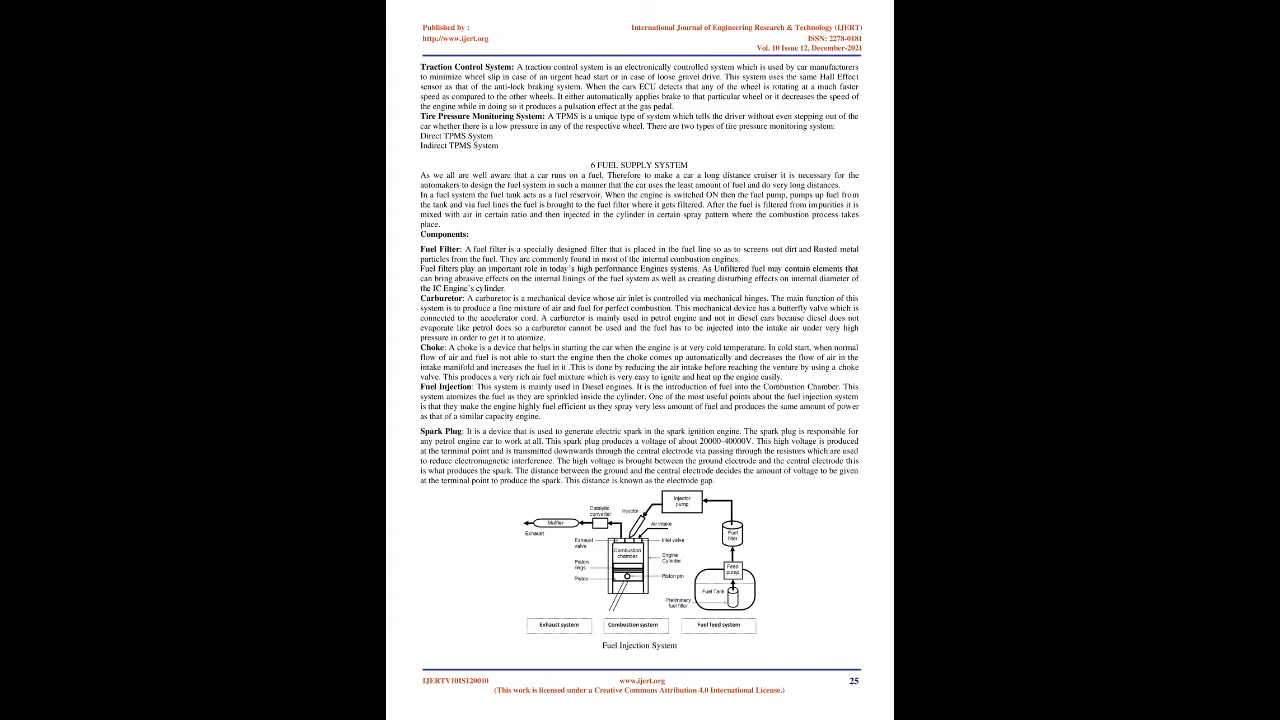 Published by :
International Journal of Engineering Research & Technology (IJERT)
http://www.ijert.org
ISSN: 2278-0181
Vol. 10 Issue 12, December-2021
Traction Control System: A traction control system is an electronically controlled system which is used by car manufacturers
to minimize wheel slip in case of an urgent head start or in case of loose gravel drive. This system uses the same Hall Effect
sensor as that of the anti-lock braking system. When the cars ECU detects that any of the wheel is rotating at a much faster
speed as compared to the other wheels. It either automatically applies brake to that particular wheel or it decreases the speed of
the engine while in doing so it produces a pulsation effect at the gas pedal.
Tire Pressure Monitoring System: A TPMS is a unique type of system which tells the driver without even stepping out of the
car whether there is a low pressure in any of the respective wheel. There are two types of tire pressure monitoring system:
Direct TPMS System
Indirect TPMS System
6 FUEL SUPPLY SYSTEM
As we all are well aware that a car runs on a fuel. Therefore to make a car a long distance cruiser it is necessary for the
automakers to design the fuel system in such a manner that the car uses the least amount of fuel and do very long distances.
In a fuel system the fuel tank acts as a fuel reservoir. When the engine is switched ON then the fuel pump, pumps up fuel from
the tank and via fuel lines the fuel is brought to the fuel filter where it gets filtered. After the fuel is filtered from impurities it is
mixed with air in certain ratio and then injected in the cylinder in certain spray pattern where the combustion process takes
place.
Components:
Fuel Filter: A fuel filter is a specially designed filter that is placed in the fuel line so as to screens out dirt and Rusted metal
particles from the fuel. They are commonly found in most of the internal combustion engines.
Fuel filters play an important role in today's high performance Engines systems. As Unfiltered fuel may contain elements that
can bring abrasive effects on the internal linings of the fuel system as well as creating disturbing effects on internal diameter of
the IC Engine's cylinder.
Carburetor: A carburetor is a mechanical device whose air inlet is controlled via mechanical hinges. The main function of this
system is to produce a fine mixture of air and fuel for perfect combustion. This mechanical device has a butterfly valve which is
connected to the accelerator cord. A carburetor is mainly used in petrol engine and not in diesel cars because diesel does not
evaporate like petrol does so a carburetor cannot be used and the fuel has to be injected into the intake air under very high
pressure in order to get it to atomize.
Choke: A choke is a device that helps in starting the car when the engine is at very cold temperature. In cold start, when normal
flow of air and fuel is not able to start the engine then the choke comes up automatically and decreases the flow of air in the
intake manifold and increases the fuel in it .This is done by reducing the air intake before reaching the venture by using a choke
valve. This produces a very rich air fuel mixture which is very easy to ignite and heat up the engine easily.
Fuel Injection: This system is mainly used in Diesel engines. It is the introduction of fuel into the Combustion Chamber. This
system atomizes the fuel as they are sprinkled inside the cylinder. One of the most useful points about the fuel injection system
is that they make the engine highly fuel efficient as they spray very less amount of fuel and produces the same amount of power
as that of a similar capacity engine.
Spark Plug: It is a device that is used to generate electric spark in the spark ignition engine. The spark plug is responsible for
any petrol engine car to work at all. This spark plug produces a voltage of about 20000-40000V. This high voltage is produced
at the terminal point and is transmitted downwards through the central electrode via passing through the resistors which are used
to reduce electromagnetic interference. The high voltage is brought between the ground electrode and the central electrode this
is what produces the spark. The distance between the ground and the central electrode decides the amount of voltage to be given
at the terminal point to produce the spark. This distance is known as the electrode gap.
Injector
pump
Catalytic
converter
Injector
Muffler
Air intake
Exhaust
Fuel
filter
Exhaust
valve
Inlet valve
Combustion
chamber
Engine
Cylinder
Piston
rings
Feed
pump
Piston
Piston pin
Fuel Tank
Preliminary
fuel filter
Exhaust system
Combustion system
Fuel feed system
Fuel Injection System
IJERTV10IS120010
www.ijert.org
25
(This work is licensed under a Creative Commons Attribution 4.0 International License.)